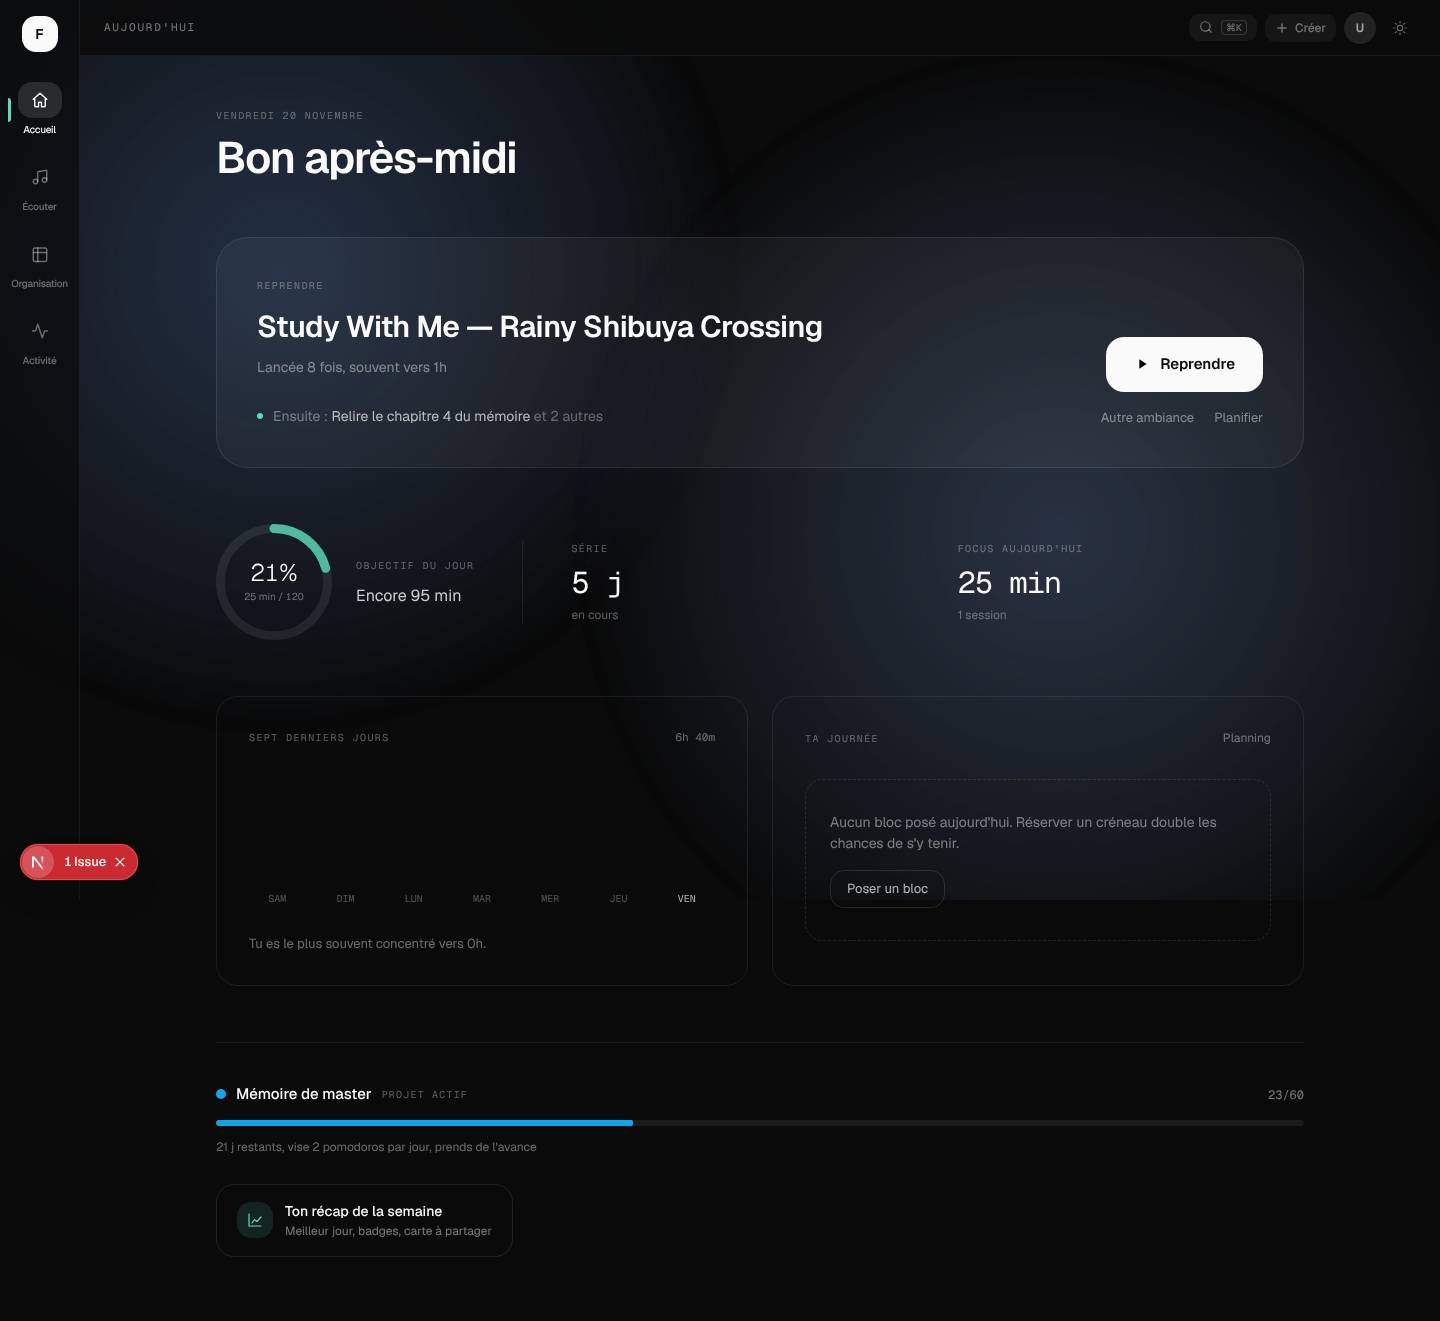 F
AUJOURD'HUI
⌘K
Créer
U
Accueil
Écouter
Organisation
Activité
VENDREDI 20 NOVEMBRE
Bon après-midi
REPRENDRE
Study With Me — Rainy Shibuya Crossing
Lancée 8 fois, souvent vers 1h
Ensuite : Relire le chapitre 4 du mémoire et 2 autres
Reprendre
Autre ambiance Planifier
21%
25 min / 120
OBJECTIF DU JOUR
Encore 95 min
SÉRIE
5 j
en cours
FOCUS AUJOURD'HUI
25 min
1 session
SEPT DERNIERS JOURS 6h 40m
SAM DIM LUN MAR MER JEU VEN
Tu es le plus souvent concentré vers 0h.
TA JOURNÉE Planning
Aucun bloc posé aujourd'hui. Réserver un créneau double les
chances de s'y tenir.
Poser un bloc
N 1 Issue
Mémoire de master PROJET ACTIF 23/60
21 j restants, vise 2 pomodoros par jour, prends de l'avance
Ton récap de la semaine
Meilleur jour, badges, carte à partager